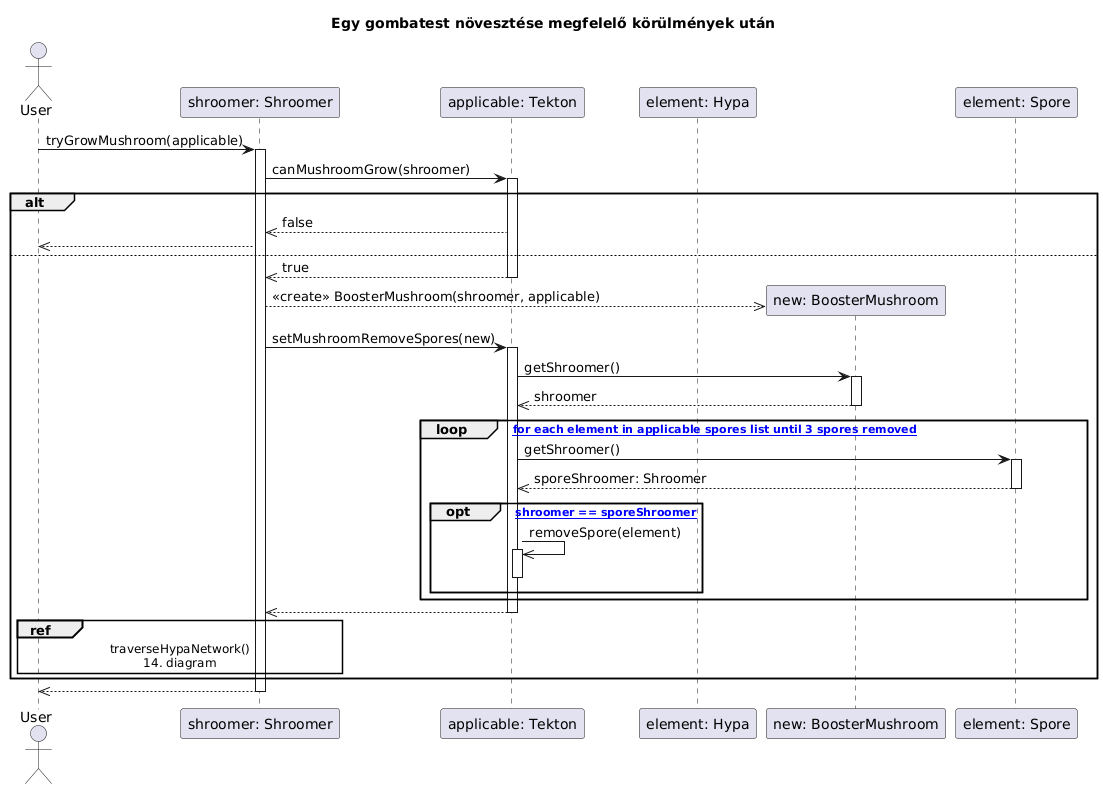 Egy gombatest növesztése megfelelő körülmények után
User
shroomer: Shroomer
applicable: Tekton
element: Hypa
element: Spore
tryGrowMushroom(applicable)
canMushroomGrow(shroomer)
alt
false
true
«create» BoosterMushroom(shroomer, applicable)
new: BoosterMushroom
setMushroomRemoveSpores(new)
getShroomer()
shroomer
loop
for each element in applicable spores list until 3 spores removed
getShroomer()
sporeShroomer: Shroomer
opt
shroomer == sporeShroomer
removeSpore(element)
ref
traverseHypaNetwork()
14. diagram
User
shroomer: Shroomer
applicable: Tekton
element: Hypa
new: BoosterMushroom
element: Spore